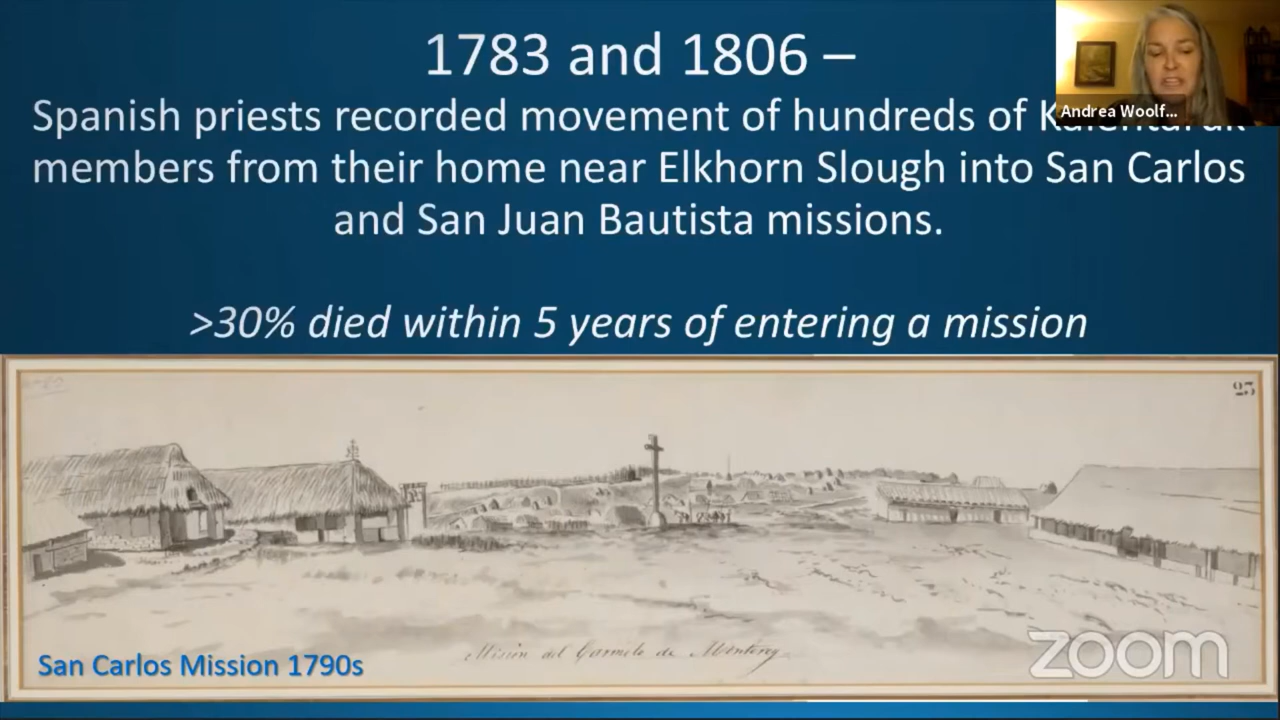 1783 and 1806 –
Andrea Woolf...
Spanish priests recorded movement of hundreds of
members from their home near Elkhorn Slough into San Carlos
and San Juan Bautista missions.
>30% died within 5 years of entering a mission
23
Mision del Carmelo de Monterey
San Carlos Mission 1790s
zoom